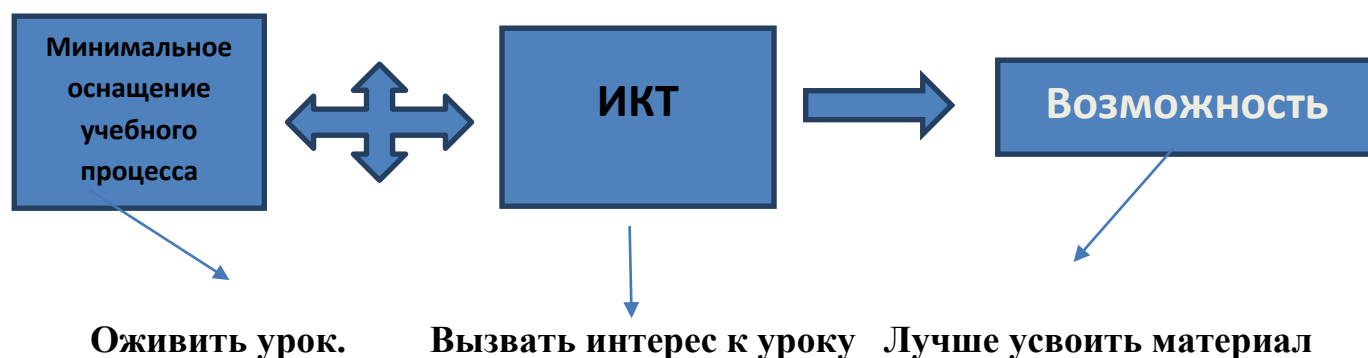 Минимальное
оснащение
учебного
процесса
ИКТ
Возможность
Оживить урок. Вызвать интерес к уроку Лучше усвоить материал